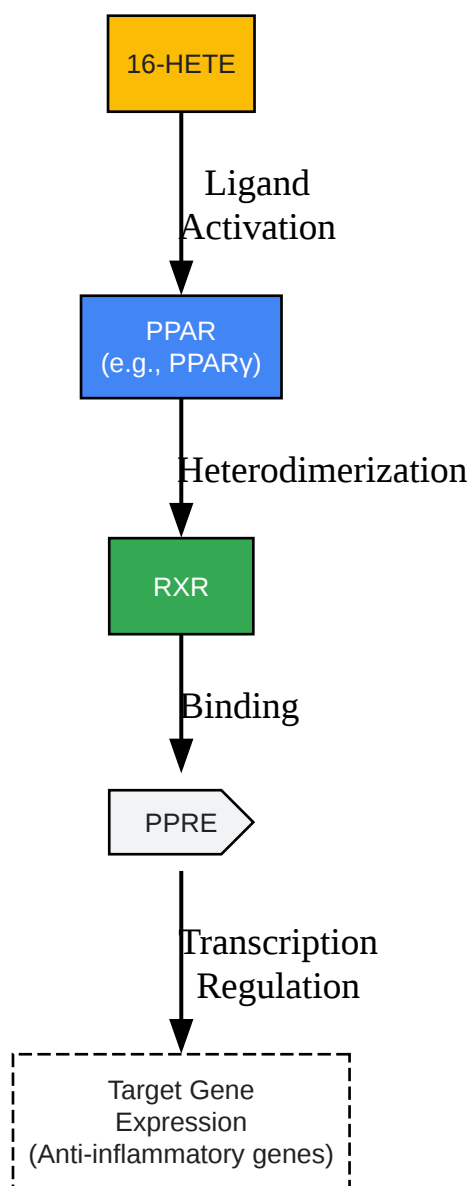 16-HETE
Ligand
Activation
PPAR
(e.g., PPARγ)
Heterodimerization
RXR
Binding
PPRE
Transcription
Regulation
Target Gene
Expression
(Anti-inflammatory genes)